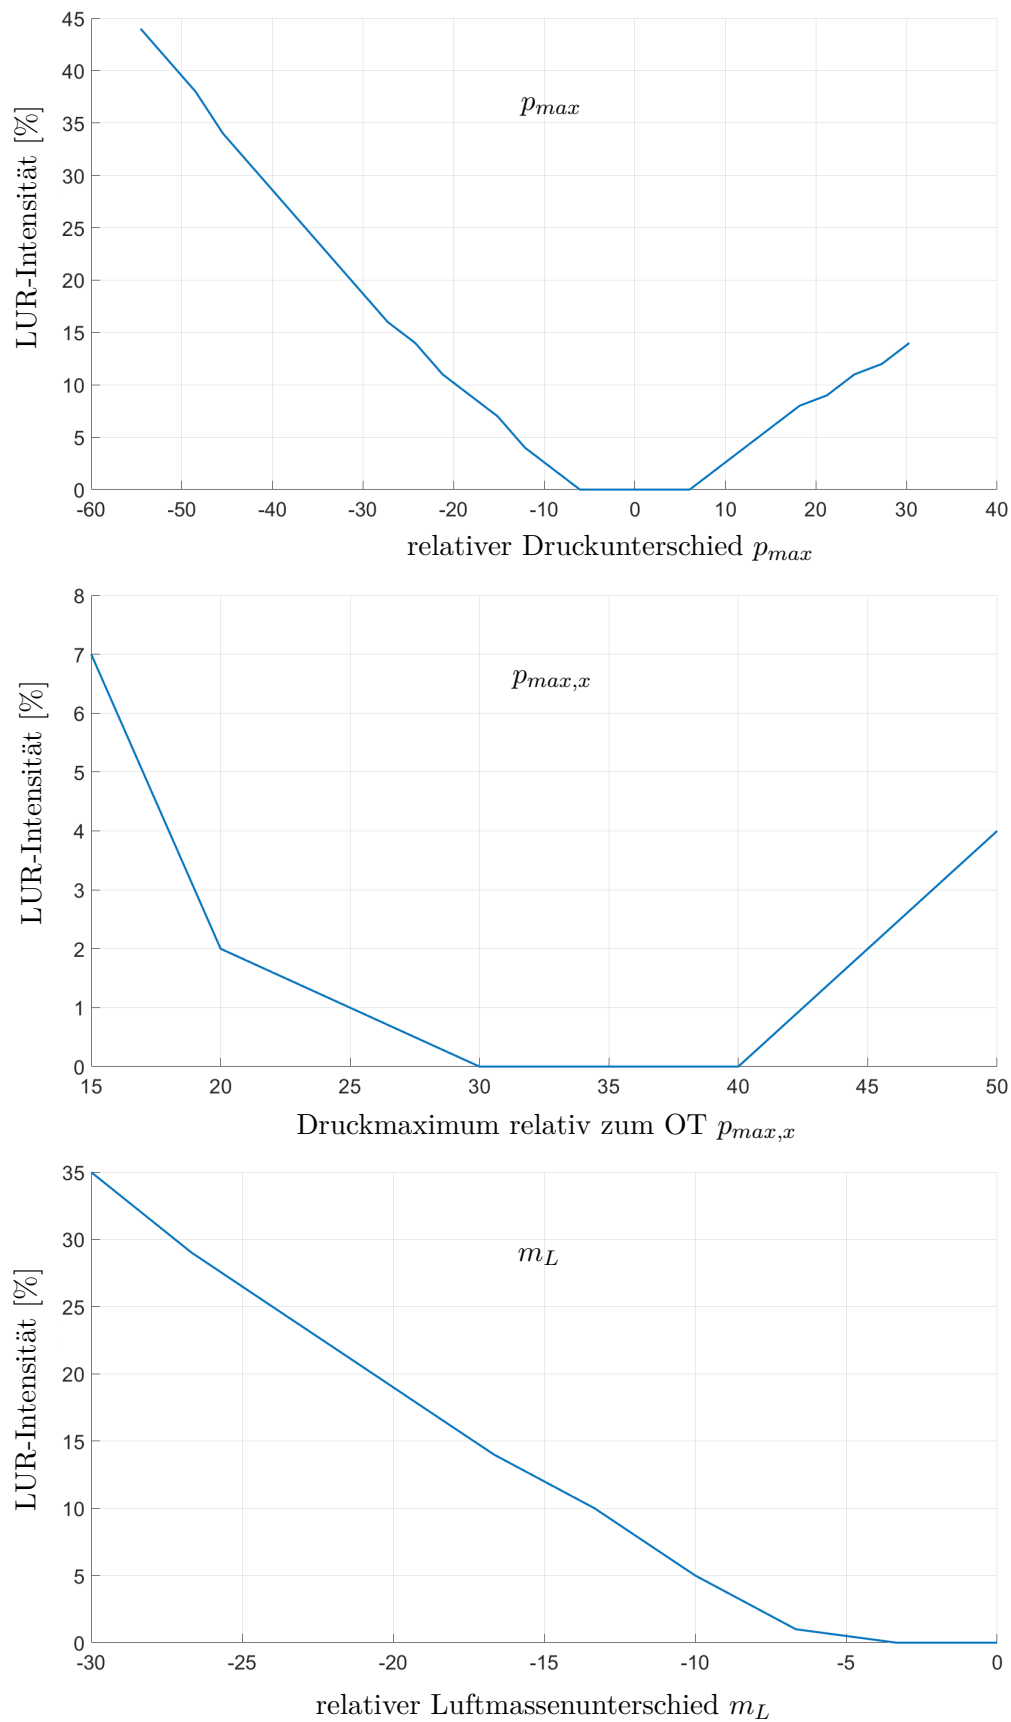 45
40
35
30
25
20
15
10
5
0
LUR-Intensität [%]
p_max
-60 -50 -40 -30 -20 -10 0 10 20 30 40
relativer Druckunterschied p_max
8
7
6
5
4
3
2
1
0
LUR-Intensität [%]
p_max,x
15 20 25 30 35 40 45 50
Druckmaximum relativ zum OT p_max,x
35
30
25
20
15
10
5
0
LUR-Intensität [%]
m_L
-30 -25 -20 -15 -10 -5 0
relativer Luftmassenunterschied m_L